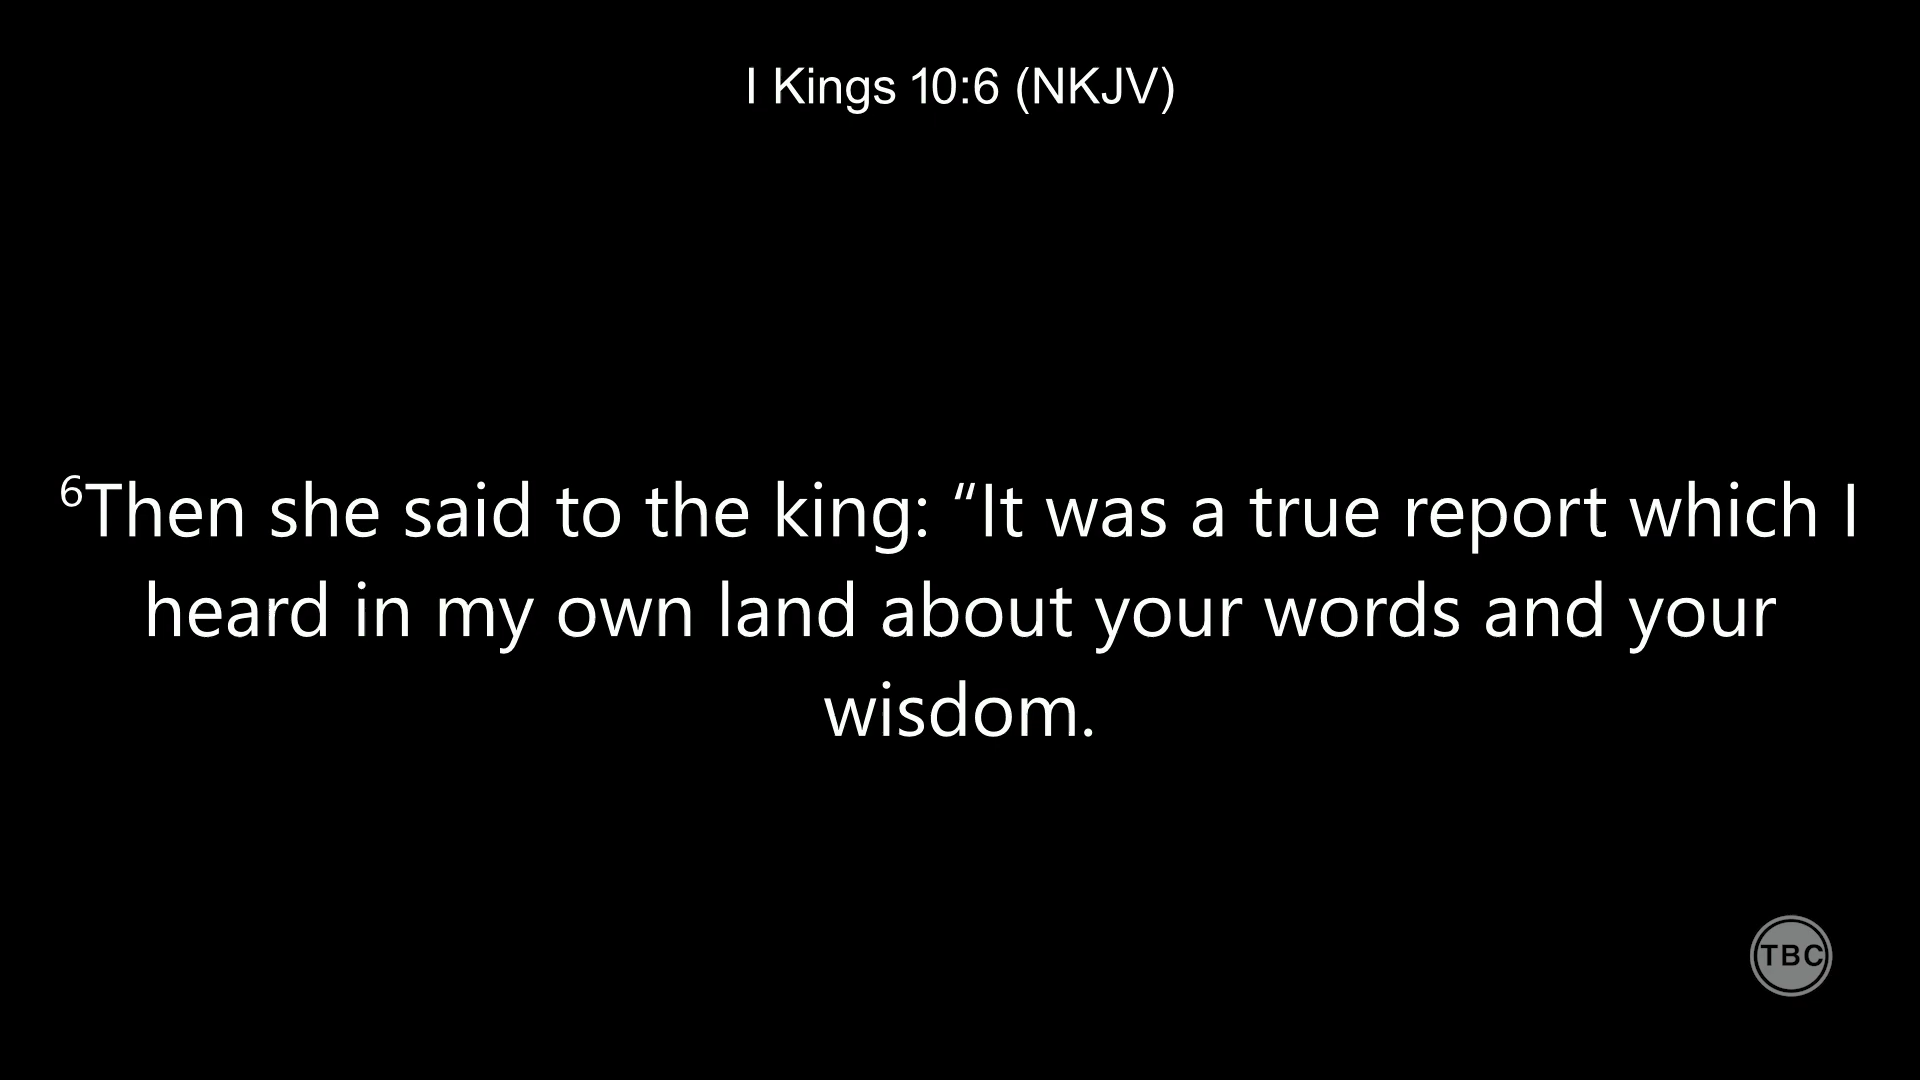 I Kings 10:6 (NKJV)
⁶Then she said to the king: “It was a true report which I
heard in my own land about your words and your
wisdom.
TBC